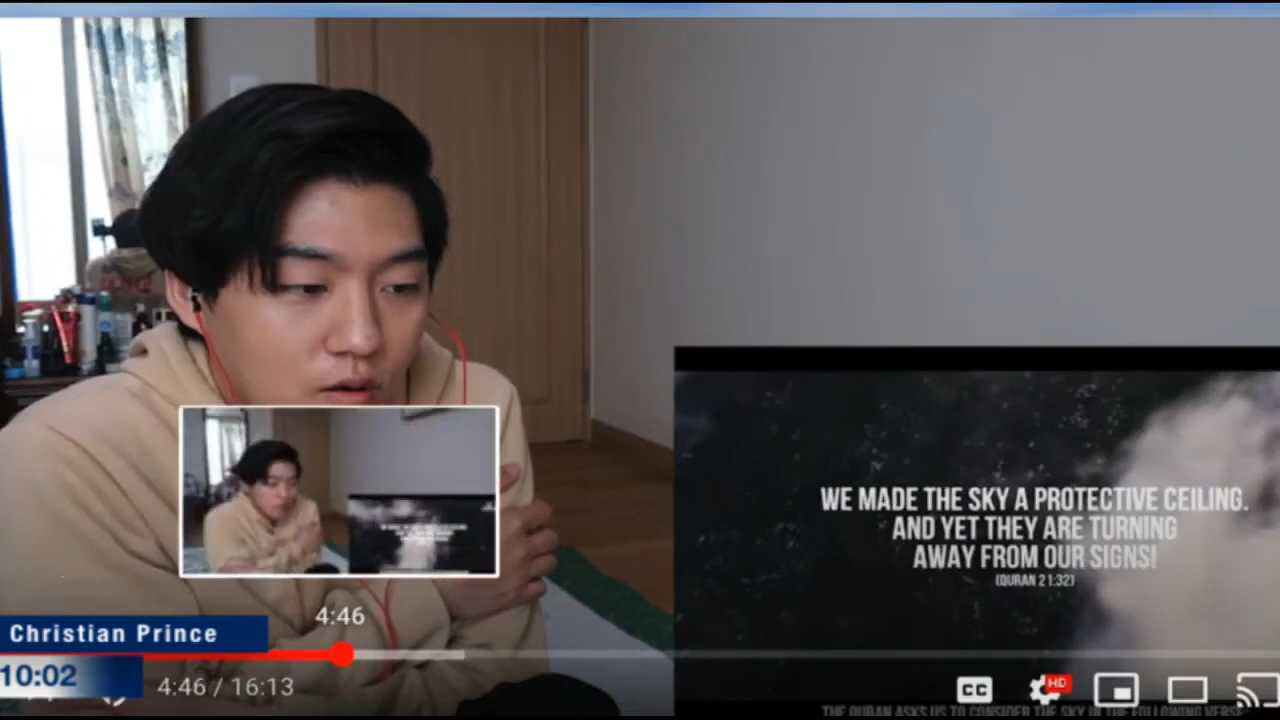 WE MADE THE SKY A PROTECTIVE CEILING.
AND YET THEY ARE TURNING
AWAY FROM OUR SIGNS!
(QURAN 21:32)
4:46
Christian Prince
10:02
4:46 / 16:13
CC
HD
THE QURAN ASKS US TO CONSIDER THE SKY IN THE FOLLOWING VERSE